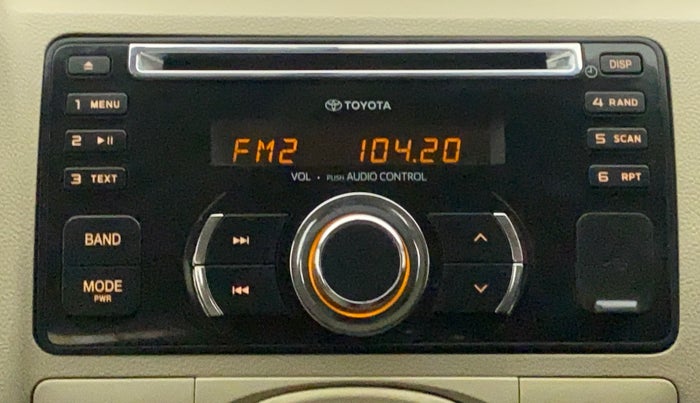 DISP
1 MENU
TOYOTA
4 RAND
2
FM2 104.20
5 SCAN
3 TEXT
VOL • PUSH AUDIO CONTROL
6 RPT
BAND
MODE
PWR